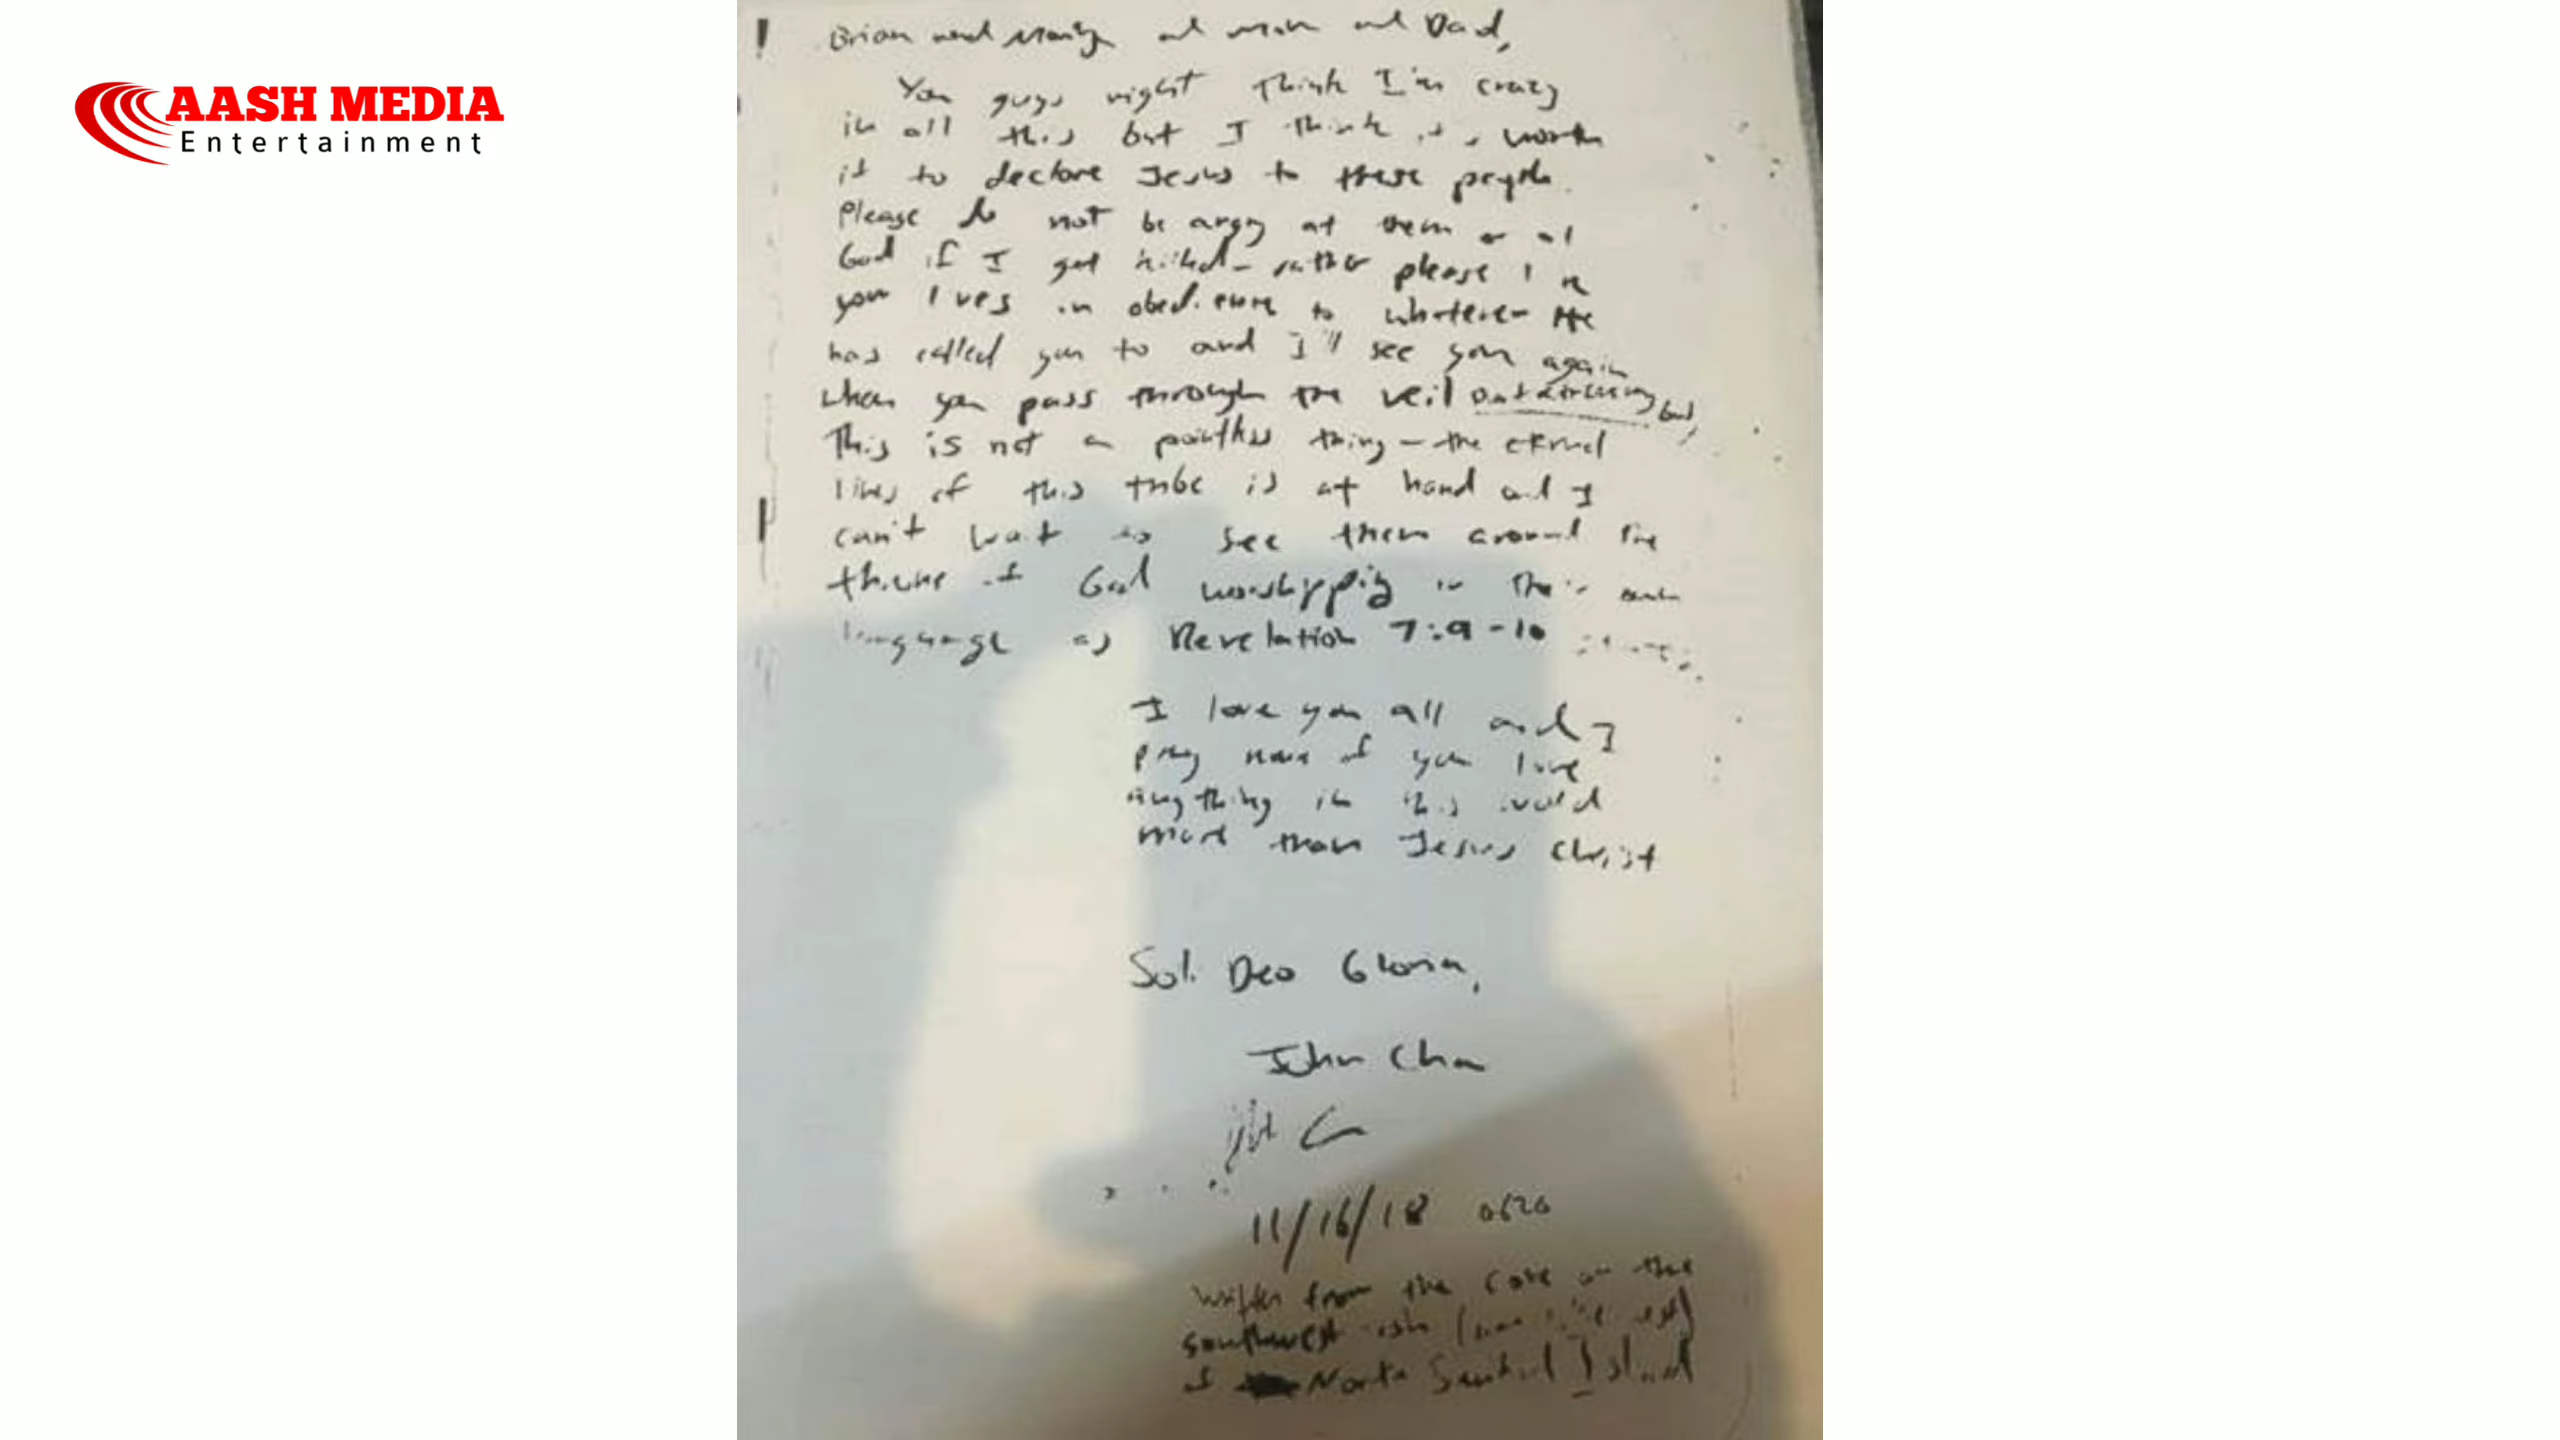 AASH MEDIA
Entertainment
Brian and and mom and Dad,
You guys might think I'm crazy
in all this but I think it's worth
it to declare Jesus to these people.
Please do not be angry at them or at
God if I get killed - rather please live
your lives in obedience to whatever He
has called you to and I'll see you again
when you pass through the veil
This is not a pointless thing - the eternal
lives of this tribe is at hand and I
can't wait to see them around the
throne of God worshipping in their own
language as Revelation 7:9-10
I love you all and I
pray none of you love
anything in this world
more than Jesus Christ
Soli Deo Gloria,
John Chau
11/16/18 0620
Written from the cove on the
southwest ish
of North Sentinel Island